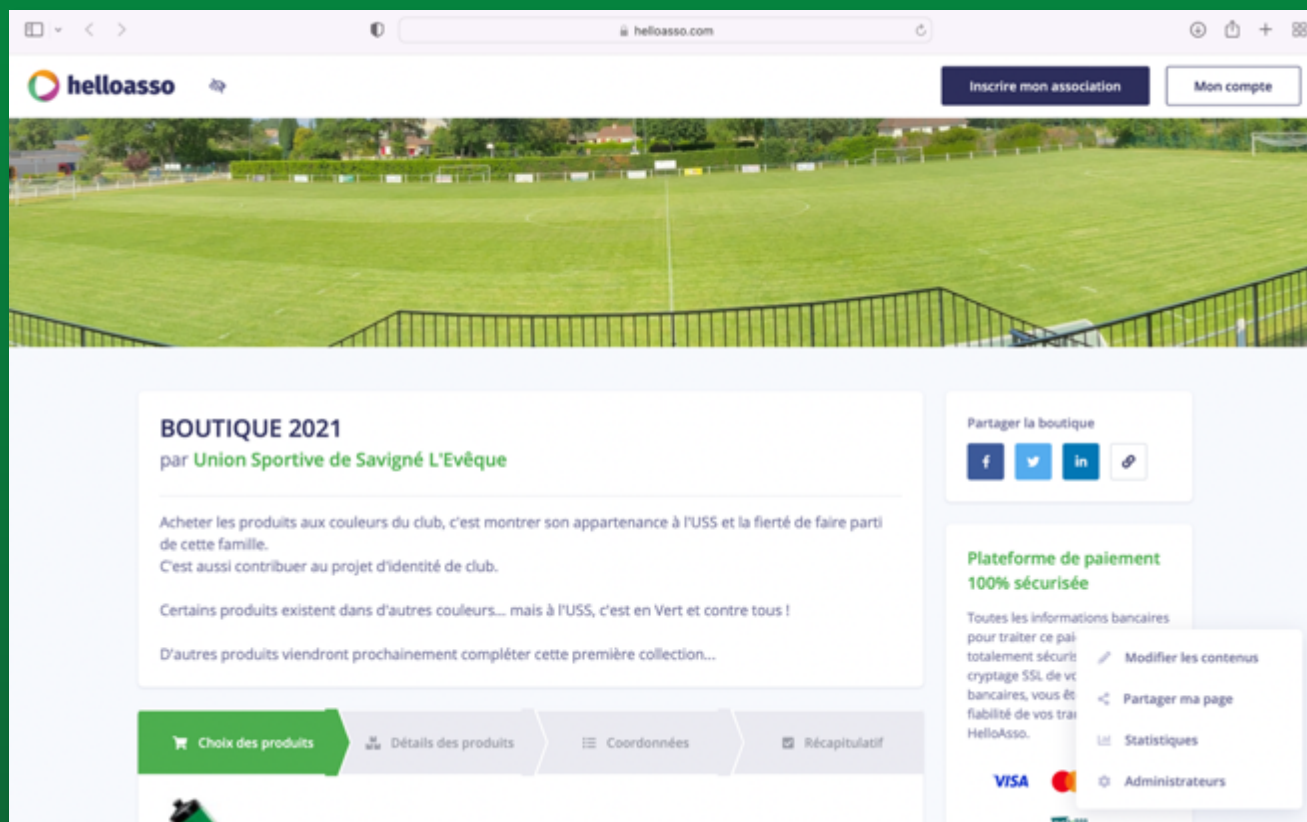 helloasso.com
helloasso
Inscrire mon association
Mon compte
BOUTIQUE 2021
par Union Sportive de Savigné L'Evêque
Acheter les produits aux couleurs du club, c'est montrer son appartenance à l'USS et la fierté de faire parti
de cette famille.
C'est aussi contribuer au projet d'identité de club.
Certains produits existent dans d'autres couleurs... mais à l'USS, c'est en Vert et contre tous !
D'autres produits viendront prochainement compléter cette première collection...
Choix des produits
Détails des produits
Coordonnées
Récapitulatif
Partager la boutique
Plateforme de paiement
100% sécurisée
Toutes les informations bancaires
pour traiter ce pai
totalement sécuris
cryptage SSL de vo
bancaires, vous êt
fiabilité de vos tra
HelloAsso.
VISA
Modifier les contenus
Partager ma page
Statistiques
Administrateurs